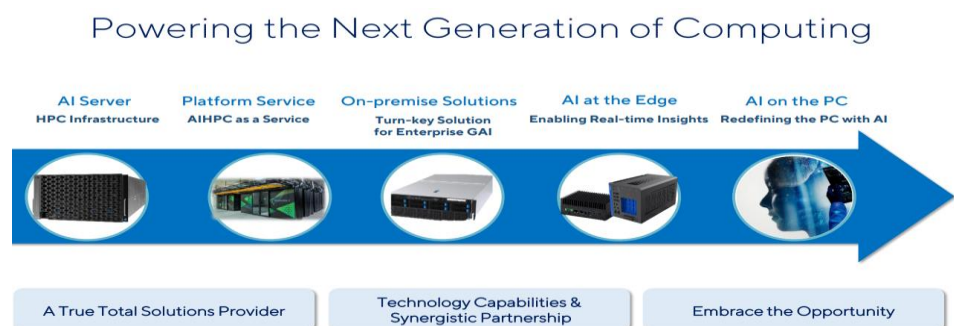 Powering the Next Generation of Computing
AI Server
HPC Infrastructure
Platform Service
AIHPC as a Service
On-premise Solutions
Turn-key Solution
for Enterprise GAI
AI at the Edge
Enabling Real-time Insights
AI on the PC
Redefining the PC with AI
A True Total Solutions Provider
Technology Capabilities &
Synergistic Partnership
Embrace the Opportunity